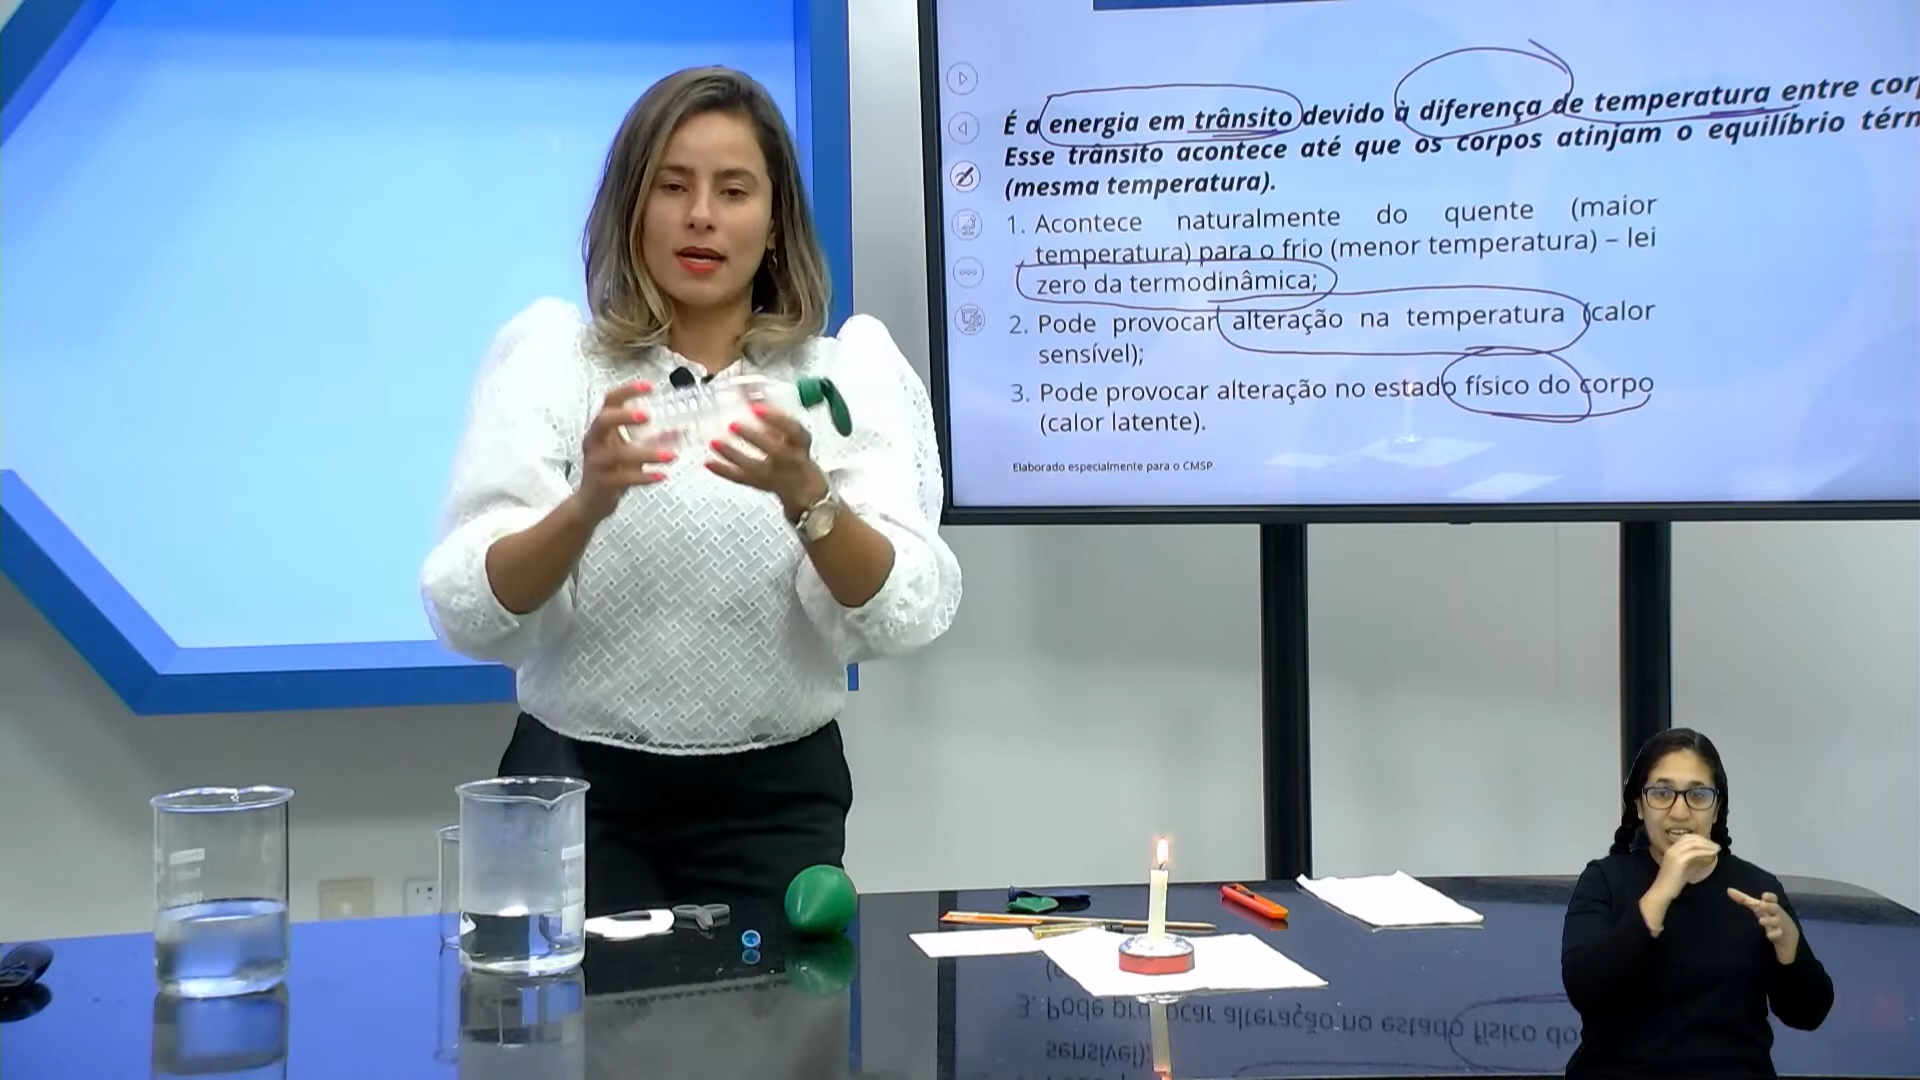 É a energia em trânsito devido à diferença de temperatura entre
Esse trânsito acontece até que os corpos atinjam o equilíbrio
(mesma temperatura).
1. Acontece naturalmente do quente (maior
temperatura) para o frio (menor temperatura) – lei
zero da termodinâmica;
2. Pode provocar alteração na temperatura (calor
sensível);
3. Pode provocar alteração no estado físico do corpo
(calor latente).
Elaborado especialmente para o CMSP.